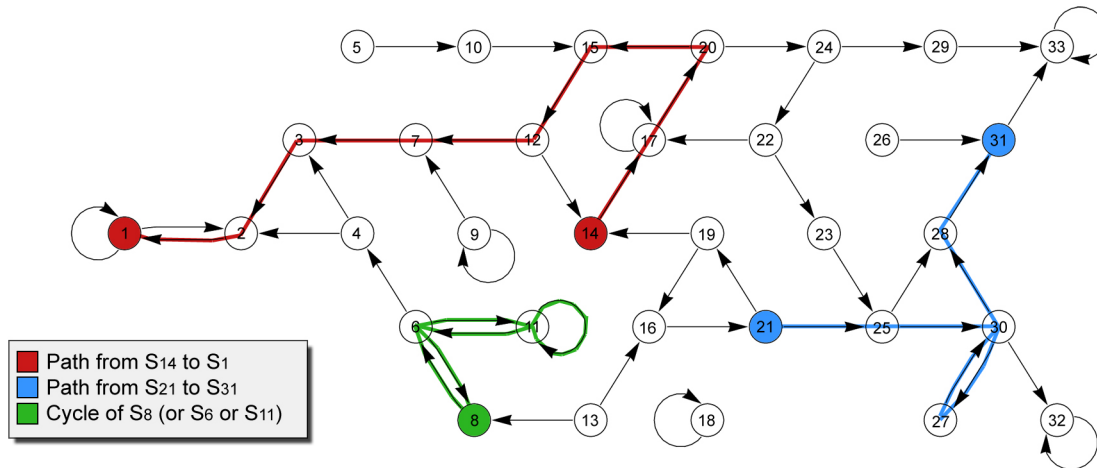 5 10 15 20 24 29 33
3 7 12 17 22 26 31
1 2 4 9 14 19 23 28
6 11 16 21 25 30
8 13 18 27 32
Path from S14 to S1
Path from S21 to S31
Cycle of S8 (or S6 or S11)